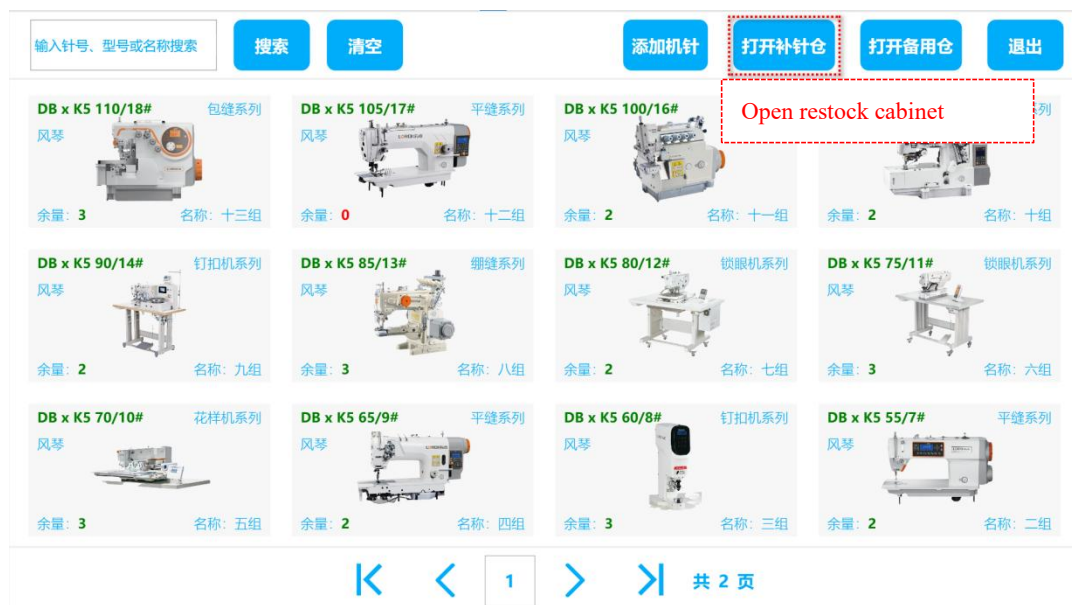 输入针号、型号或名称搜索 搜索 清空 添加机针 打开补针仓 打开备用仓 退出
Open restock cabinet
DB x K5 110/18# 包缝系列
风琴
余量: 3 名称: 十三组
DB x K5 105/17# 平缝系列
风琴
余量: 0 名称: 十二组
DB x K5 100/16#
风琴
余量: 2 名称: 十一组
列
余量: 2 名称: 十组
DB x K5 90/14# 钉扣机系列
风琴
余量: 2 名称: 九组
DB x K5 85/13# 绷缝系列
风琴
余量: 3 名称: 八组
DB x K5 80/12# 锁眼机系列
风琴
余量: 2 名称: 七组
DB x K5 75/11# 锁眼机系列
风琴
余量: 3 名称: 六组
DB x K5 70/10# 花样机系列
风琴
余量: 3 名称: 五组
DB x K5 65/9# 平缝系列
风琴
余量: 2 名称: 四组
DB x K5 60/8# 钉扣机系列
风琴
余量: 3 名称: 三组
DB x K5 55/7# 平缝系列
风琴
余量: 2 名称: 二组
1 共 2 页